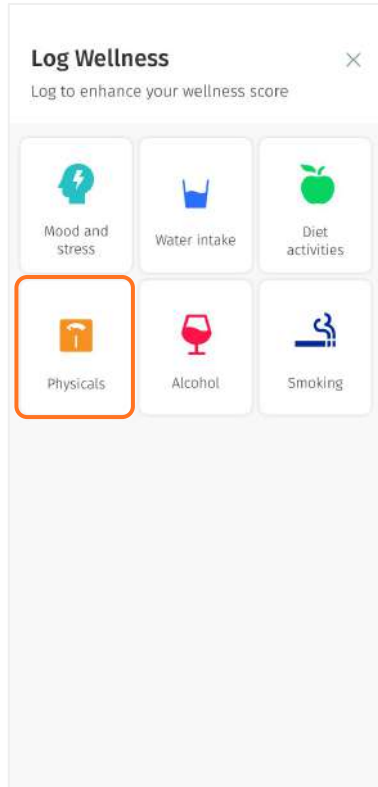 Log Wellness
Log to enhance your wellness score
Mood and
stress
Water intake
Diet
activities
Physicals
Alcohol
Smoking